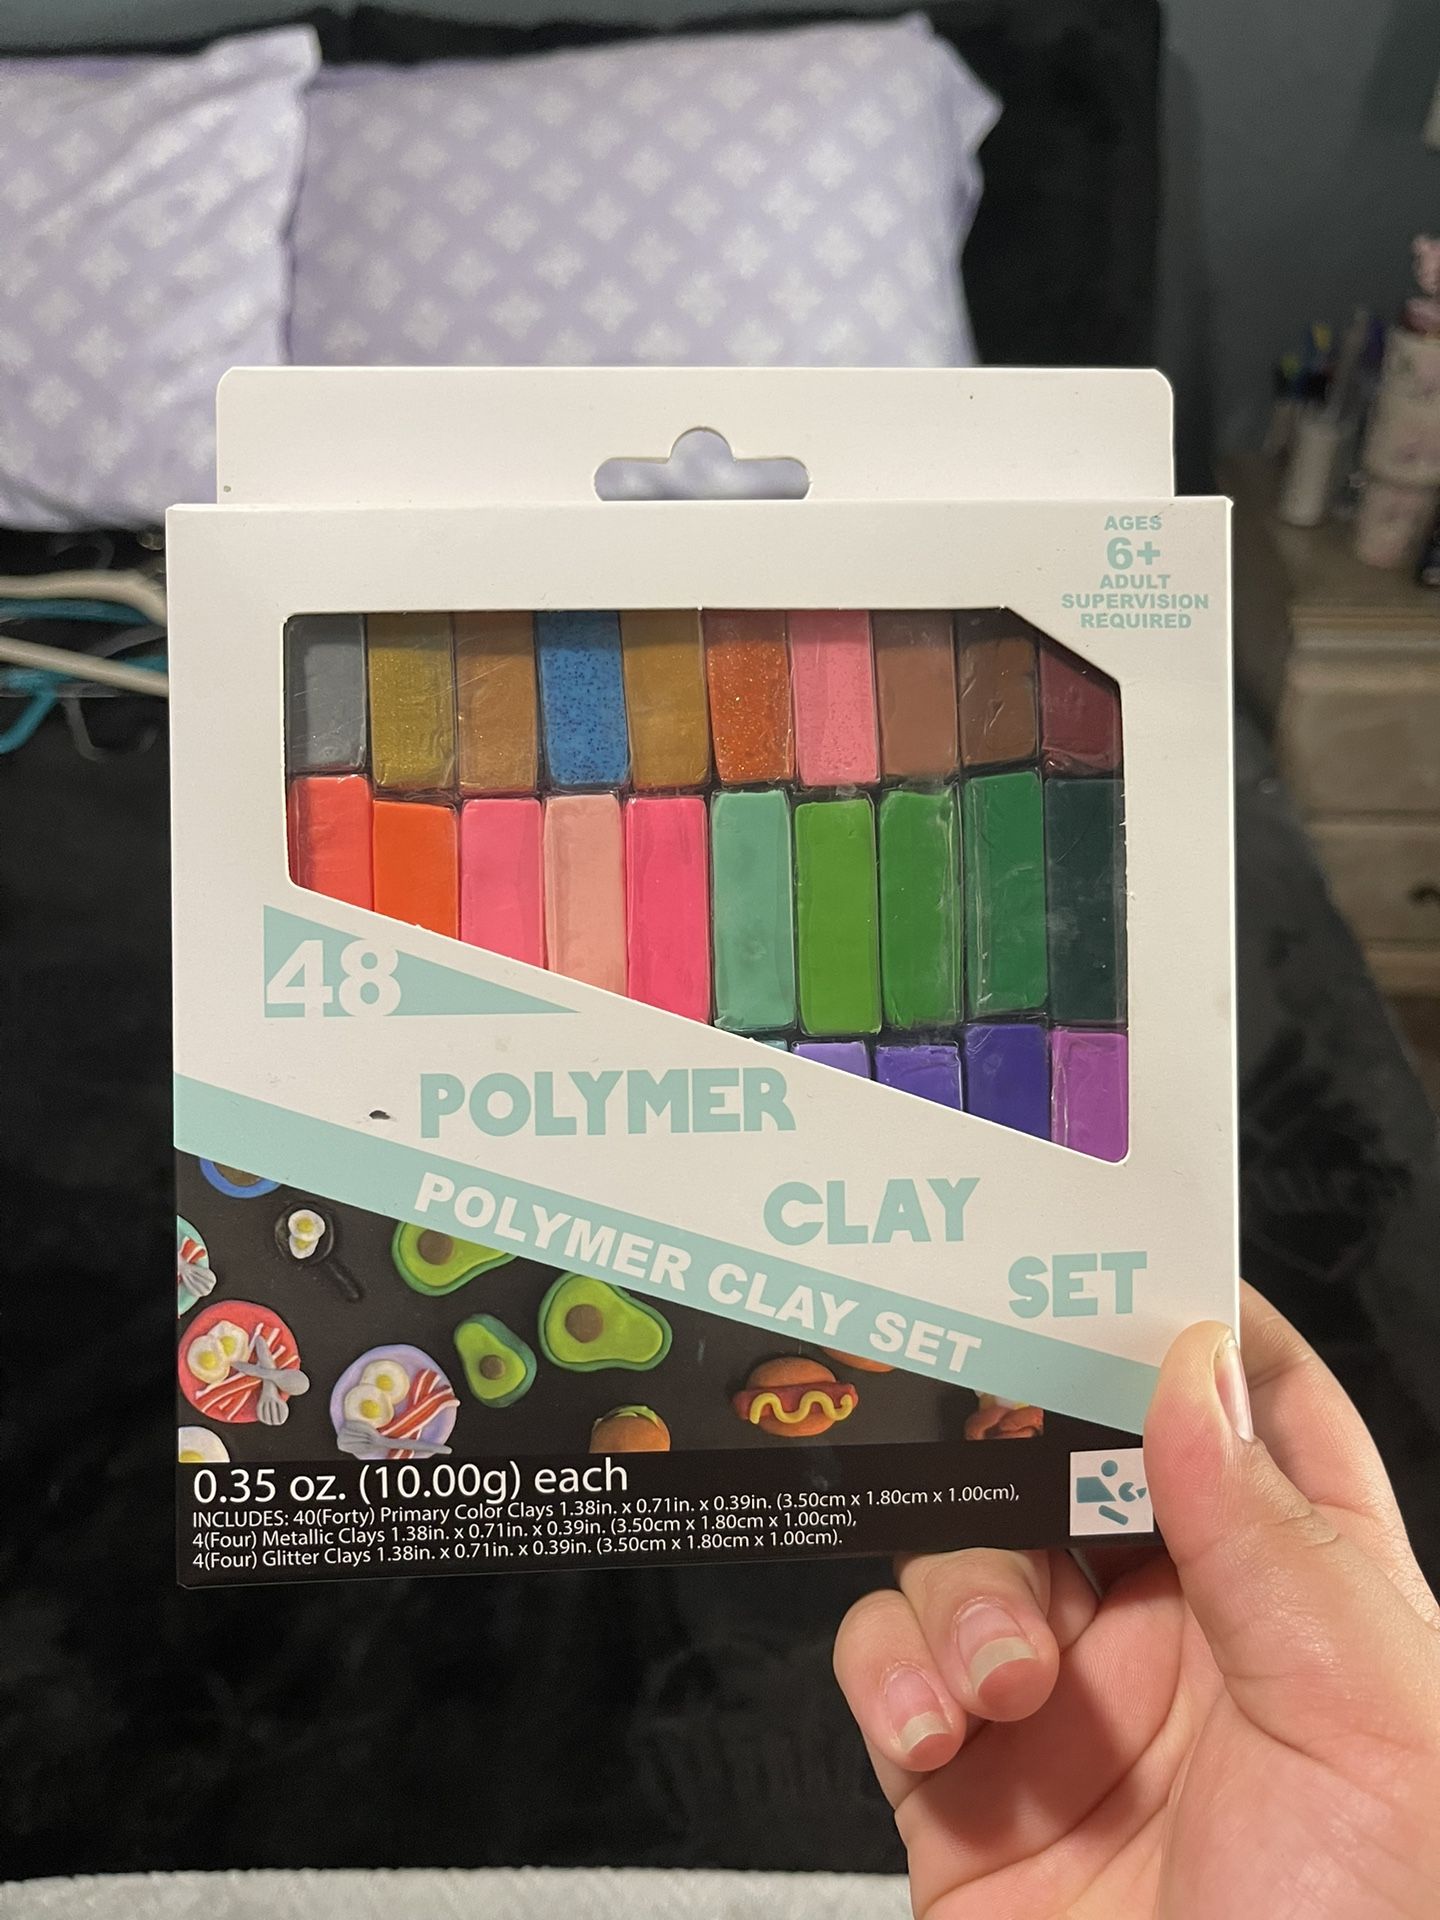 AGES
6+
ADULT
SUPERVISION
REQUIRED
48
POLYMER
CLAY
SET
POLYMER CLAY SET
0.35 oz. (10.00g) each
INCLUDES: 40(Forty) Primary Color Clays 1.38in. x 0.71in. x 0.39in. (3.50cm x 1.80cm x 1.00cm),
4(Four) Metallic Clays 1.38in. x 0.71in. x 0.39in. (3.50cm x 1.80cm x 1.00cm),
4(Four) Glitter Clays 1.38in. x 0.71in. x 0.39in. (3.50cm x 1.80cm x 1.00cm).